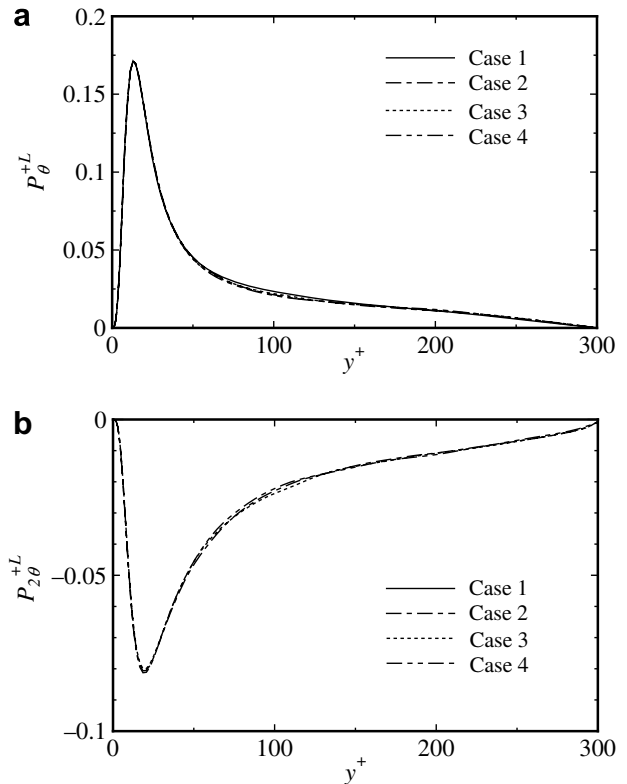 a
0.2
0.15
0.1
0.05
0
P_θ^{+L}
Case 1
Case 2
Case 3
Case 4
0 100 200 300
y^+
b
0
−0.05
−0.1
P_{2θ}^{+L}
Case 1
Case 2
Case 3
Case 4
0 100 200 300
y^+